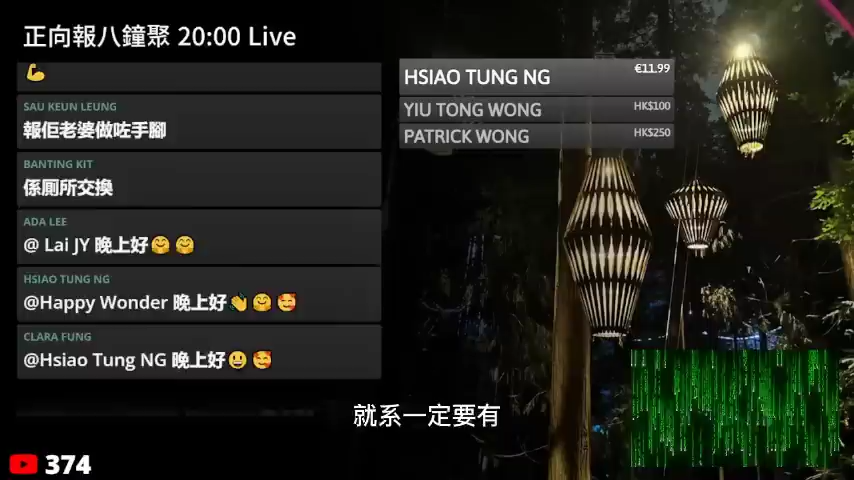 正向報八鐘聚 20:00 Live
💪
SAU KEUN LEUNG
報佢老婆做咗手腳
BANTING KIT
係厠所交換
ADA LEE
@ Lai JY 晚上好🤗 🤗
HSIAO TUNG NG
@Happy Wonder 晚上好👏 🤗 🥰
CLARA FUNG
@Hsiao Tung NG 晚上好😃 🥰
HSIAO TUNG NG €11.99
YIU TONG WONG HK$100
PATRICK WONG HK$250
就系一定要有
374